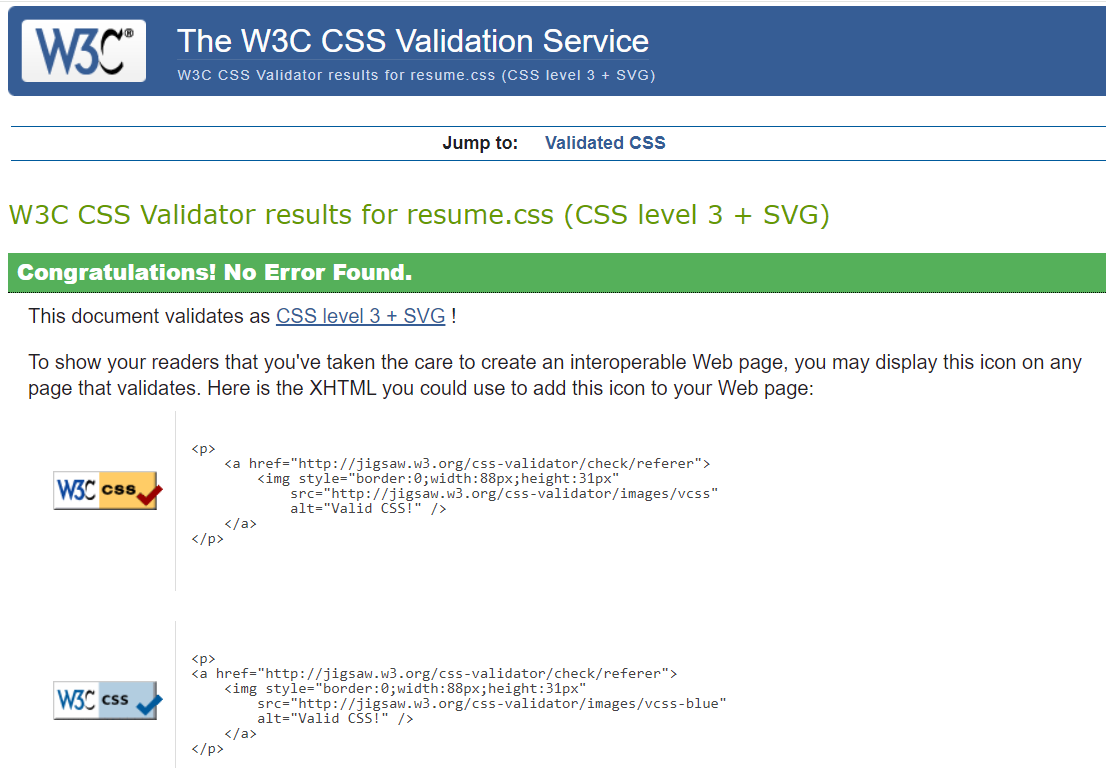 W3C®
The W3C CSS Validation Service
W3C CSS Validator results for resume.css (CSS level 3 + SVG)
Jump to: Validated CSS
W3C CSS Validator results for resume.css (CSS level 3 + SVG)
Congratulations! No Error Found.
This document validates as CSS level 3 + SVG !
To show your readers that you've taken the care to create an interoperable Web page, you may display this icon on any
page that validates. Here is the XHTML you could use to add this icon to your Web page:
W3C css
<p>
    <a href="http://jigsaw.w3.org/css-validator/check/referer">
        <img style="border:0;width:88px;height:31px"
            src="http://jigsaw.w3.org/css-validator/images/vcss"
            alt="Valid CSS!" />
    </a>
</p>
W3C css
<p>
<a href="http://jigsaw.w3.org/css-validator/check/referer">
    <img style="border:0;width:88px;height:31px"
        src="http://jigsaw.w3.org/css-validator/images/vcss-blue"
        alt="Valid CSS!" />
    </a>
</p>